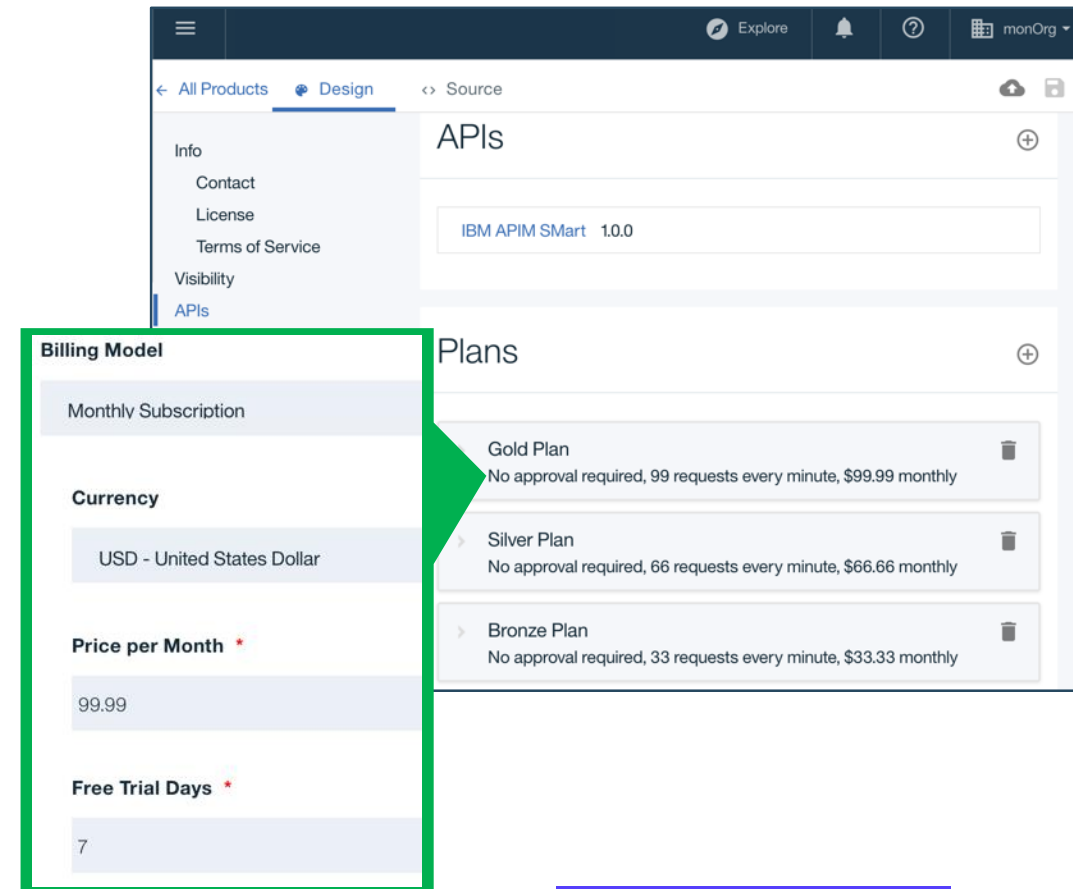 Explore
monOrg
← All Products
Design
<> Source
Info
Contact
License
Terms of Service
Visibility
APIs
APIs
IBM APIM SMart 1.0.0
Plans
Gold Plan
No approval required, 99 requests every minute, $99.99 monthly
Silver Plan
No approval required, 66 requests every minute, $66.66 monthly
Bronze Plan
No approval required, 33 requests every minute, $33.33 monthly
Billing Model
Monthly Subscription
Currency
USD - United States Dollar
Price per Month *
99.99
Free Trial Days *
7